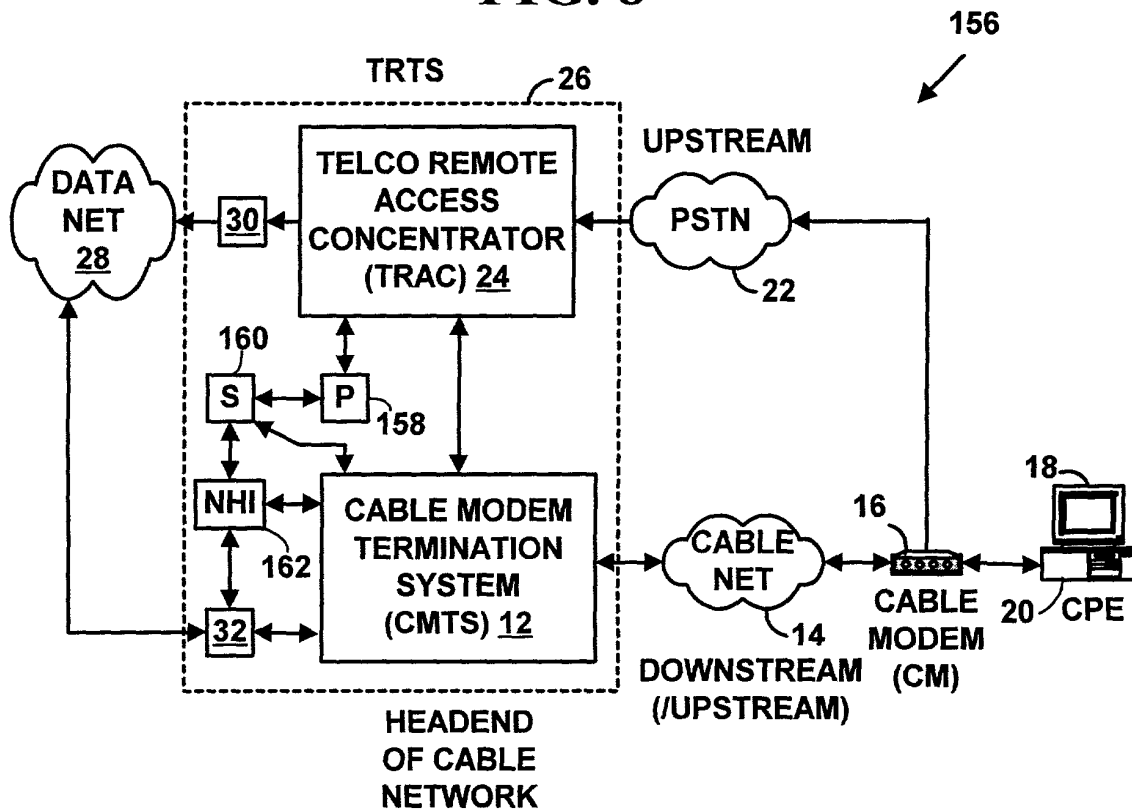 156
TRTS
26
TELCO REMOTE
ACCESS
CONCENTRATOR
(TRAC) 24
UPSTREAM
PSTN
22
DATA
NET
28
30
160
S
P
158
NHI
162
32
CABLE MODEM
TERMINATION
SYSTEM
(CMTS) 12
CABLE
NET
14
DOWNSTREAM
(/UPSTREAM)
16
CABLE
MODEM
(CM)
18
20
CPE
HEADEND
OF CABLE
NETWORK